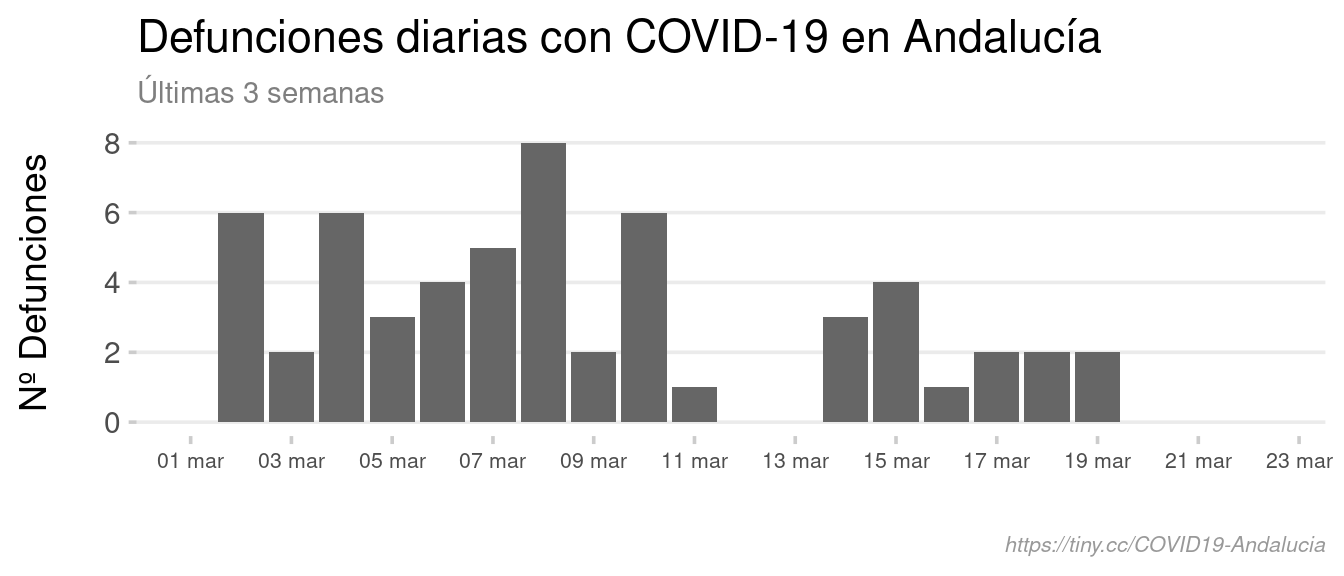 Defunciones diarias con COVID-19 en Andalucía
Últimas 3 semanas
Nº Defunciones
8
6
4
2
0
01 mar 03 mar 05 mar 07 mar 09 mar 11 mar 13 mar 15 mar 17 mar 19 mar 21 mar 23 mar
https://tiny.cc/COVID19-Andalucia